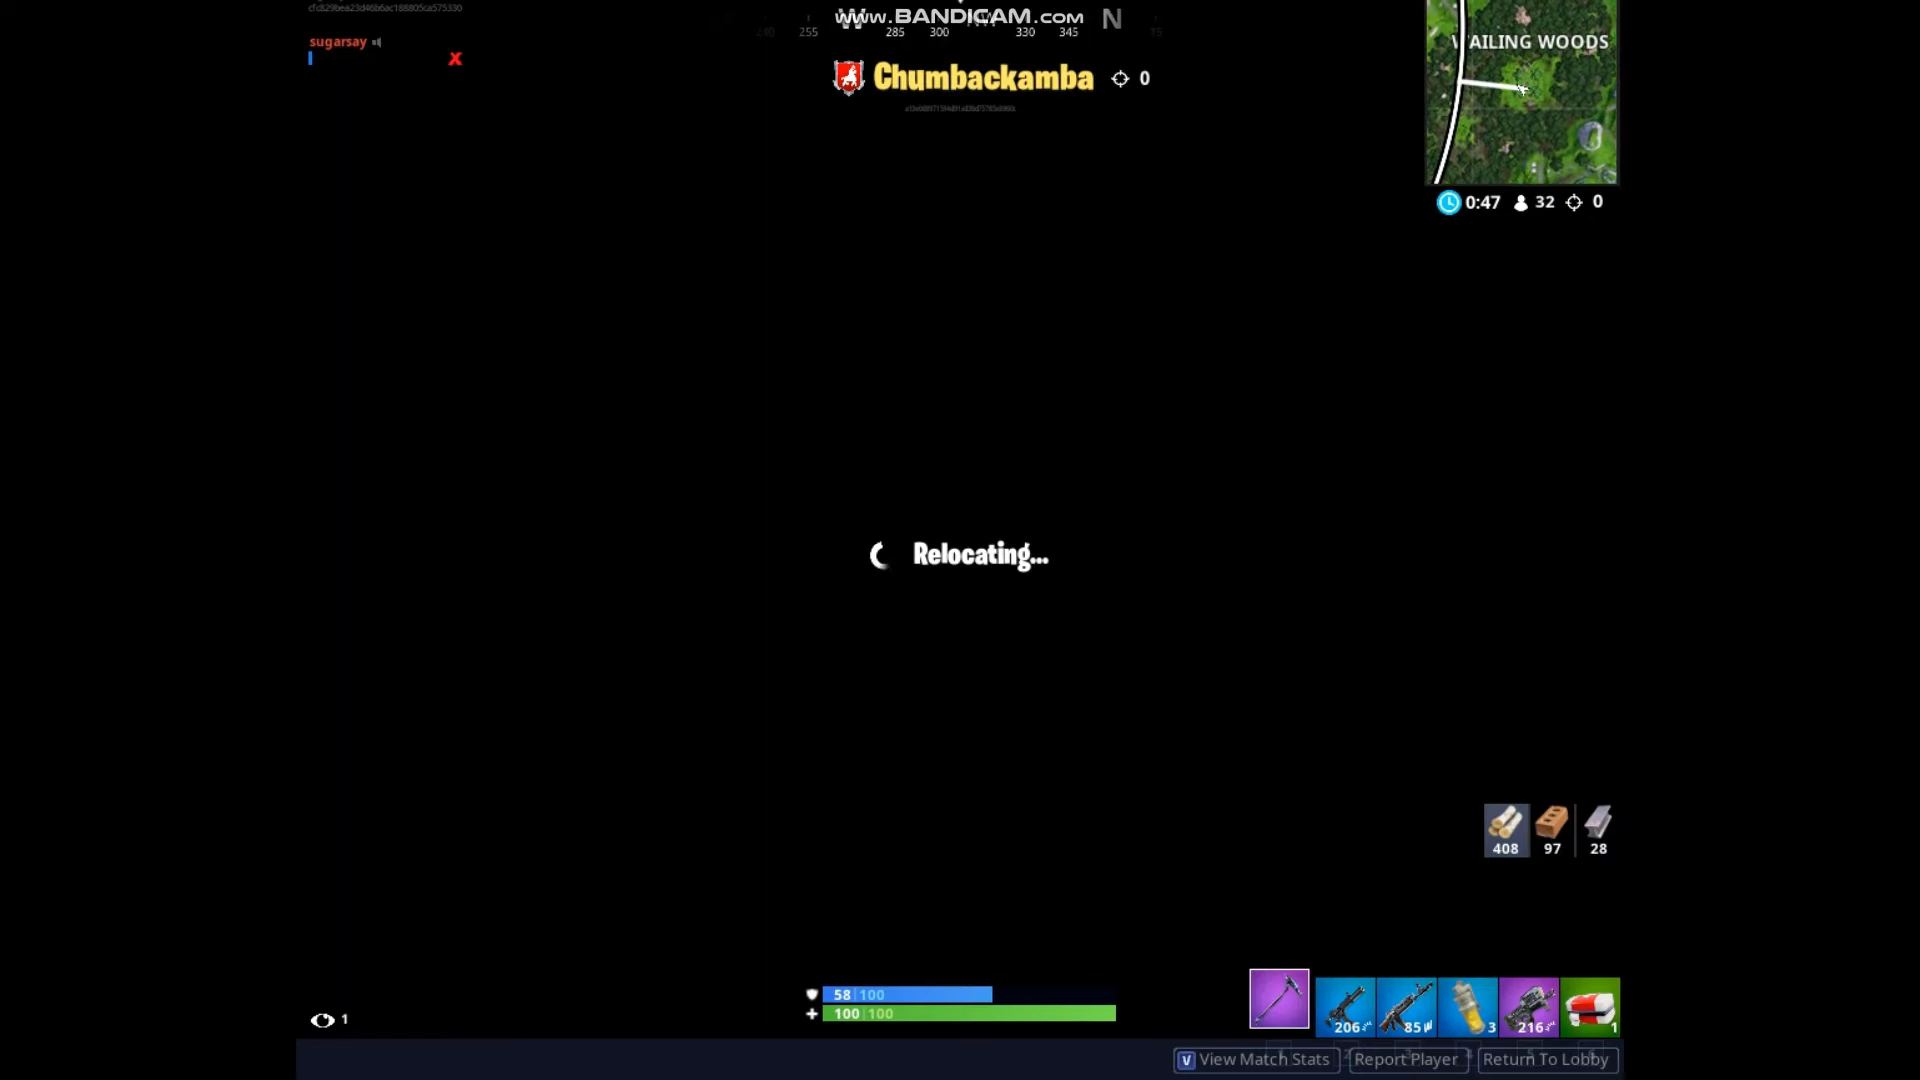 www.BANDICAM.com
N
255 285 300 330 345
sugarsay
X
Chumbackamba 0
AILING WOODS
0:47 32 0
Relocating...
408 97 28
58|100
100|100
206 85 3 216 1
1
V View Match Stats Report Player Return To Lobby